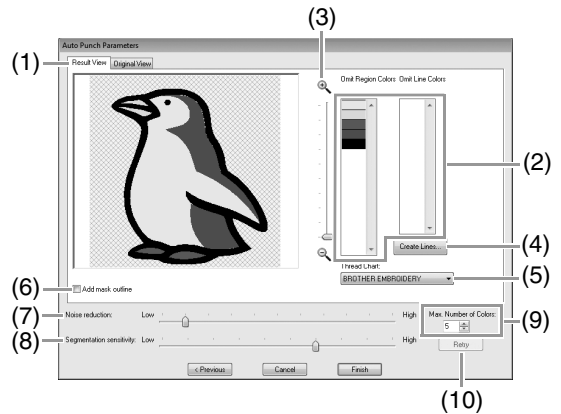 (3)
Auto Punch Parameters
(1) Result View Original View
Omit Region Colors Omit Line Colors
(2)
(4)
Create Lines...
Thread Chart:
BROTHER EMBROIDERY (5)
(6) Add mask outline
(7) Noise reduction: Low High Max. Number of Colors:
5 (9)
(8) Segmentation sensitivity: Low High Retry
< Previous Cancel Finish
(10)